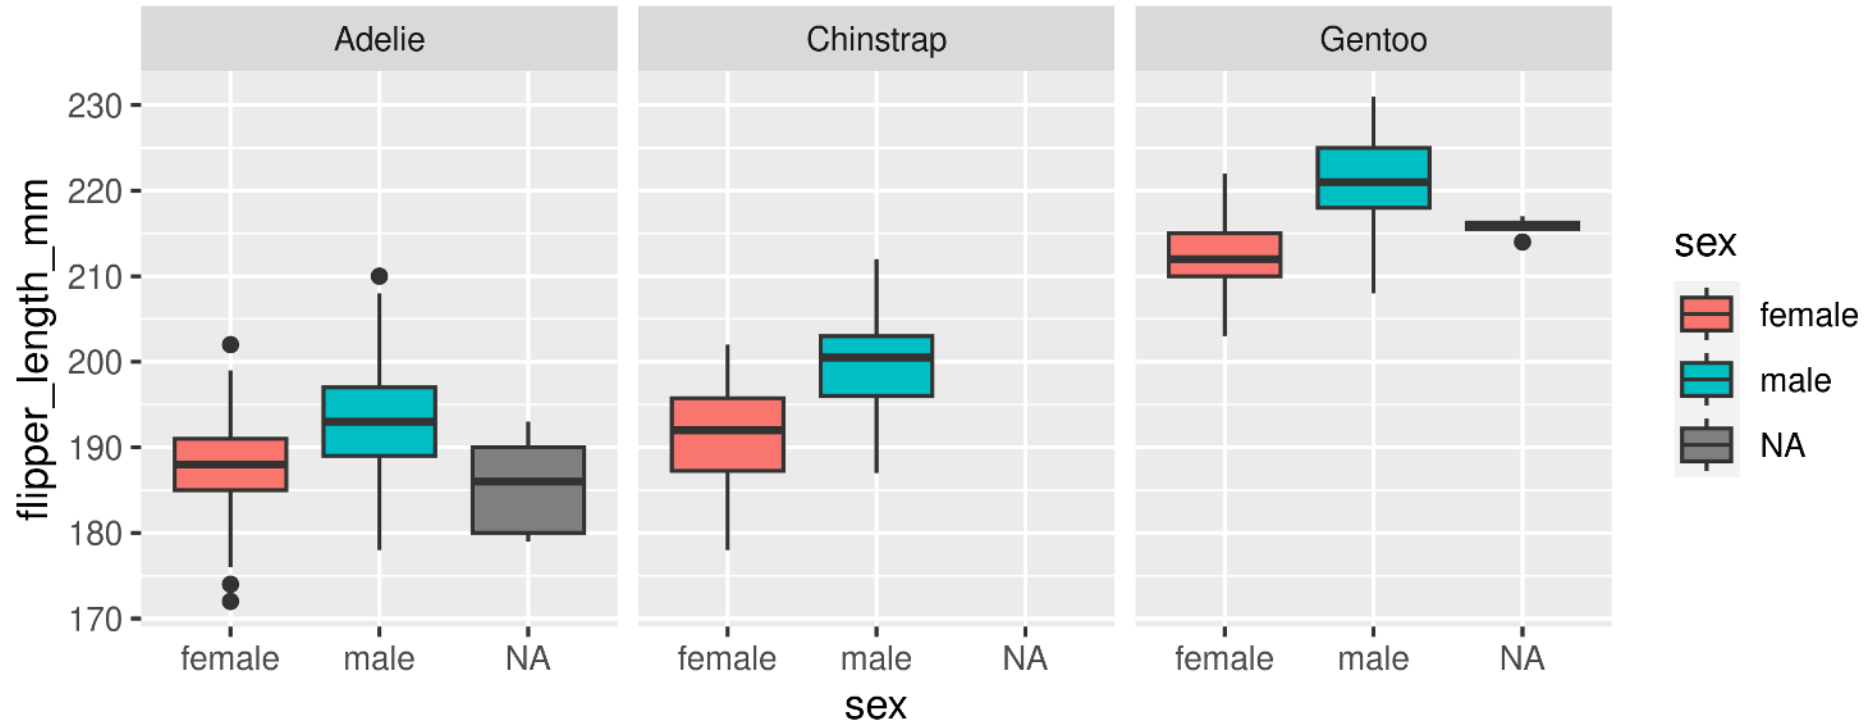 Adelie
Chinstrap
Gentoo
flipper_length_mm
230
220
210
200
190
180
170
female male NA
female male NA
female male NA
sex
sex
female
male
NA